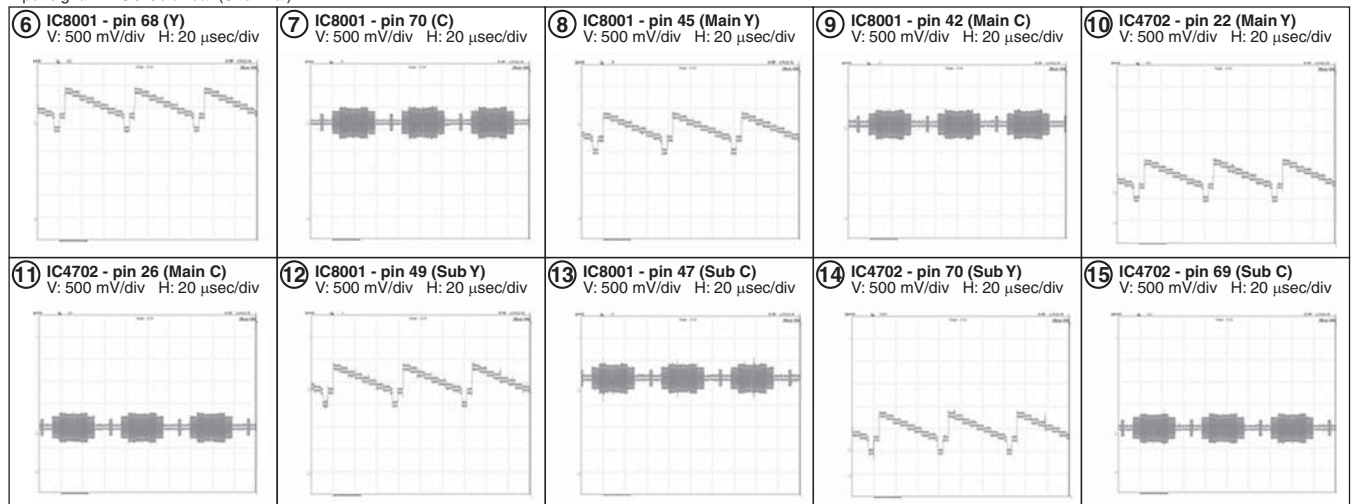 6 IC8001 - pin 68 (Y)
V: 500 mV/div H: 20 μsec/div
7 IC8001 - pin 70 (C)
V: 500 mV/div H: 20 μsec/div
8 IC8001 - pin 45 (Main Y)
V: 500 mV/div H: 20 μsec/div
9 IC8001 - pin 42 (Main C)
V: 500 mV/div H: 20 μsec/div
10 IC4702 - pin 22 (Main Y)
V: 500 mV/div H: 20 μsec/div
11 IC4702 - pin 26 (Main C)
V: 500 mV/div H: 20 μsec/div
12 IC8001 - pin 49 (Sub Y)
V: 500 mV/div H: 20 μsec/div
13 IC8001 - pin 47 (Sub C)
V: 500 mV/div H: 20 μsec/div
14 IC4702 - pin 70 (Sub Y)
V: 500 mV/div H: 20 μsec/div
15 IC4702 - pin 69 (Sub C)
V: 500 mV/div H: 20 μsec/div